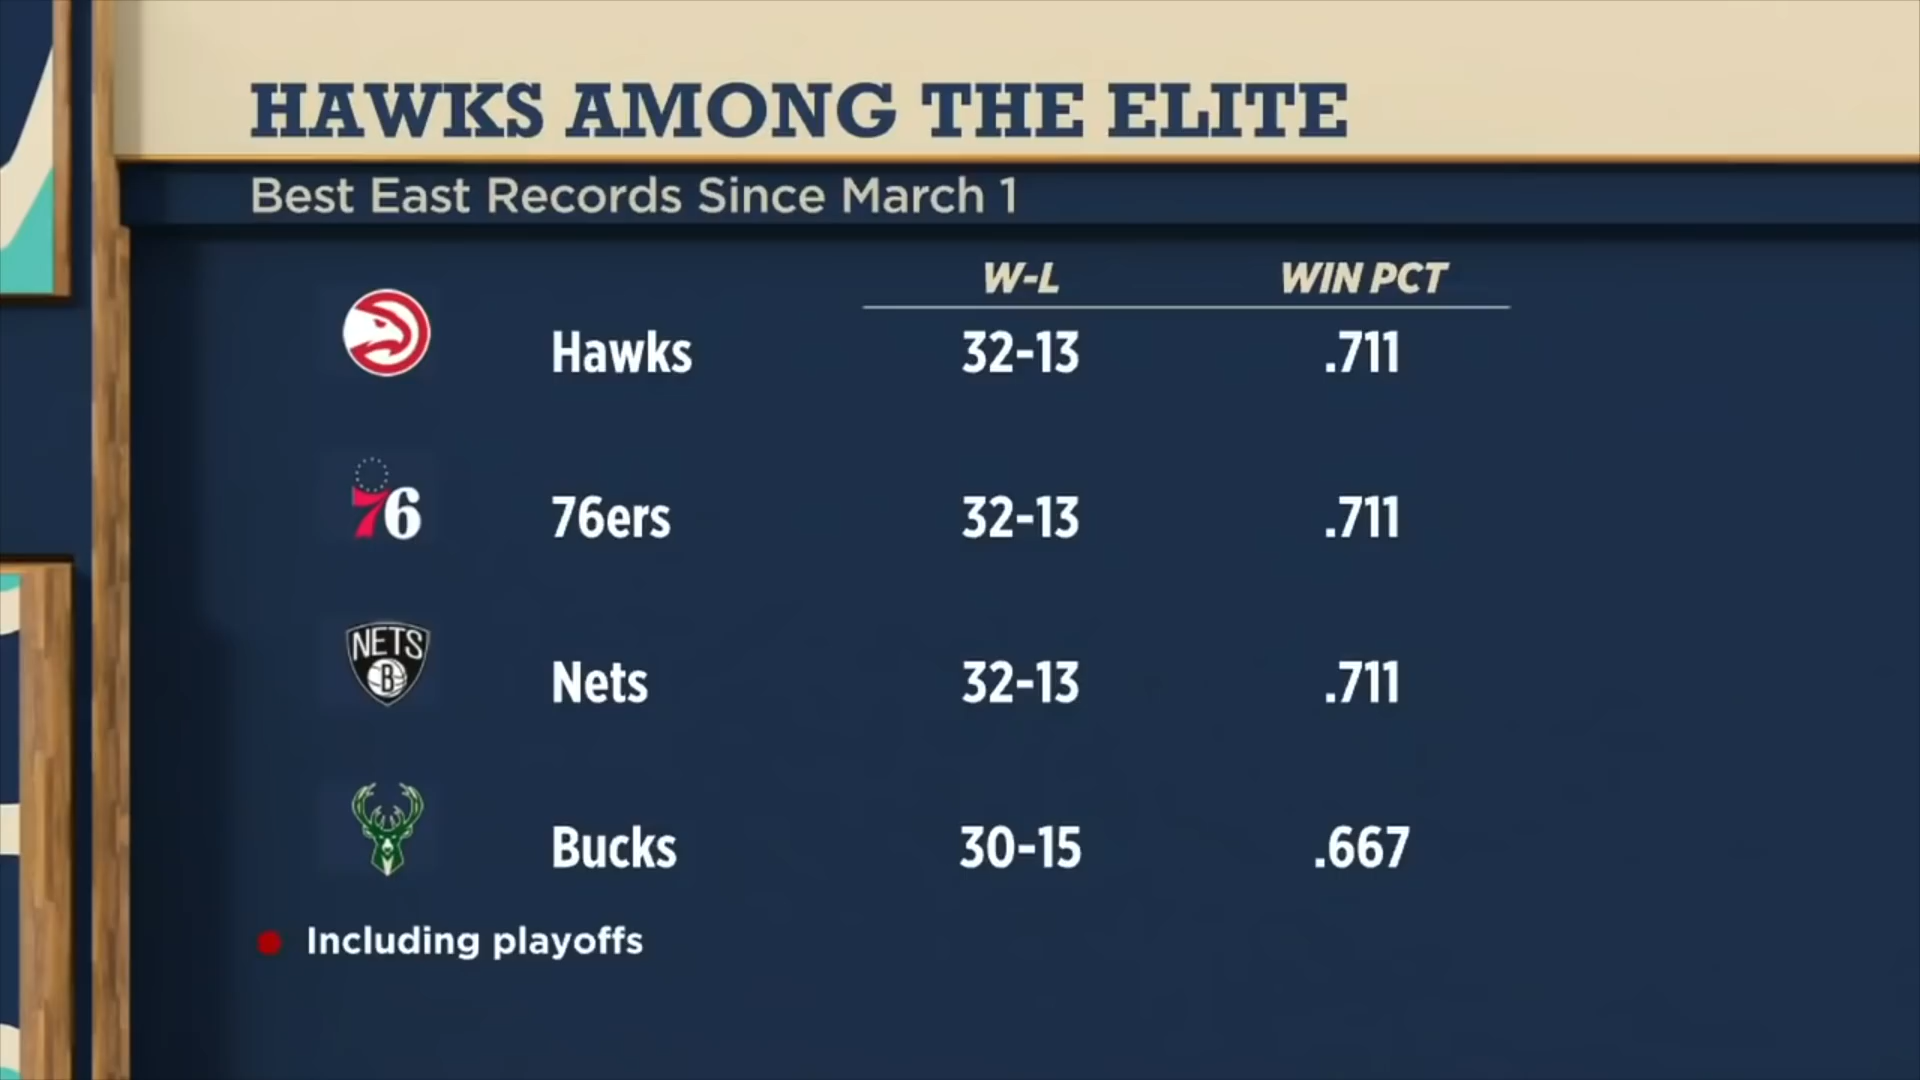 HAWKS AMONG THE ELITE
Best East Records Since March 1
W-L WIN PCT
Hawks 32-13 .711
76 76ers 32-13 .711
NETS B Nets 32-13 .711
Bucks 30-15 .667
Including playoffs